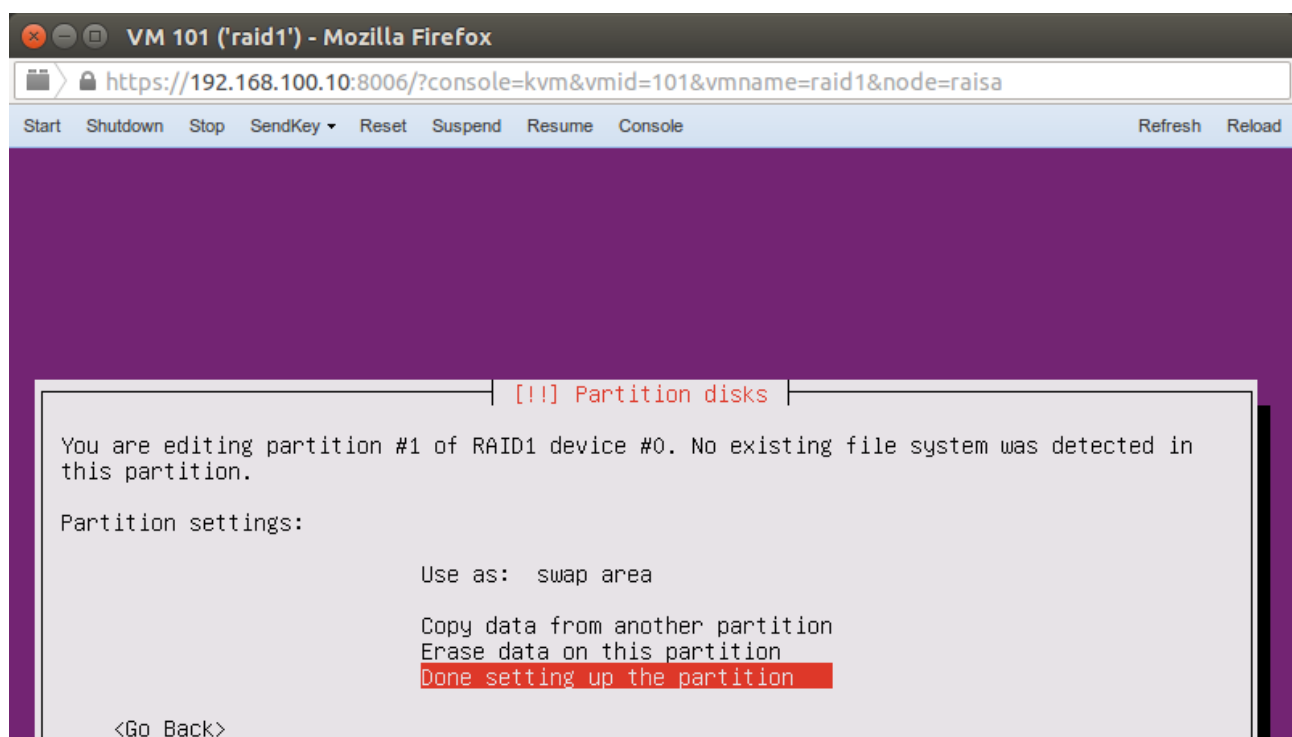 VM 101 ('raid1') - Mozilla Firefox
https://192.168.100.10:8006/?console=kvm&vmid=101&vmname=raid1&node=raisa
Start Shutdown Stop SendKey Reset Suspend Resume Console Refresh Reload
[!!] Partition disks
You are editing partition #1 of RAID1 device #0. No existing file system was detected in
this partition.
Partition settings:
Use as: swap area
Copy data from another partition
Erase data on this partition
Done setting up the partition
<Go Back>